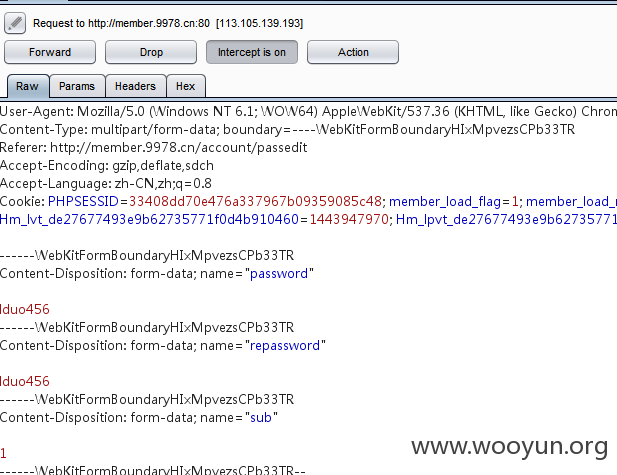 Request to http://member.9978.cn:80 [113.105.139.193]
Forward Drop Intercept is on Action
Raw Params Headers Hex
User-Agent: Mozilla/5.0 (Windows NT 6.1; WOW64) AppleWebKit/537.36 (KHTML, like Gecko) Chron
Content-Type: multipart/form-data; boundary=----WebKitFormBoundaryHIxMpvezsCPb33TR
Referer: http://member.9978.cn/account/passedit
Accept-Encoding: gzip,deflate,sdch
Accept-Language: zh-CN,zh;q=0.8
Cookie: PHPSESSID=33408dd70e476a337967b09359085c48; member_load_flag=1; member_load_
Hm_lvt_de27677493e9b62735771f0d4b910460=1443947970; Hm_lpvt_de27677493e9b62735771
------WebKitFormBoundaryHIxMpvezsCPb33TR
Content-Disposition: form-data; name="password"
lduo456
------WebKitFormBoundaryHIxMpvezsCPb33TR
Content-Disposition: form-data; name="repassword"
lduo456
------WebKitFormBoundaryHIxMpvezsCPb33TR
Content-Disposition: form-data; name="sub"
1
------WebKitFormBoundaryHIxMpvezsCPb33TR--
www.wooyun.org